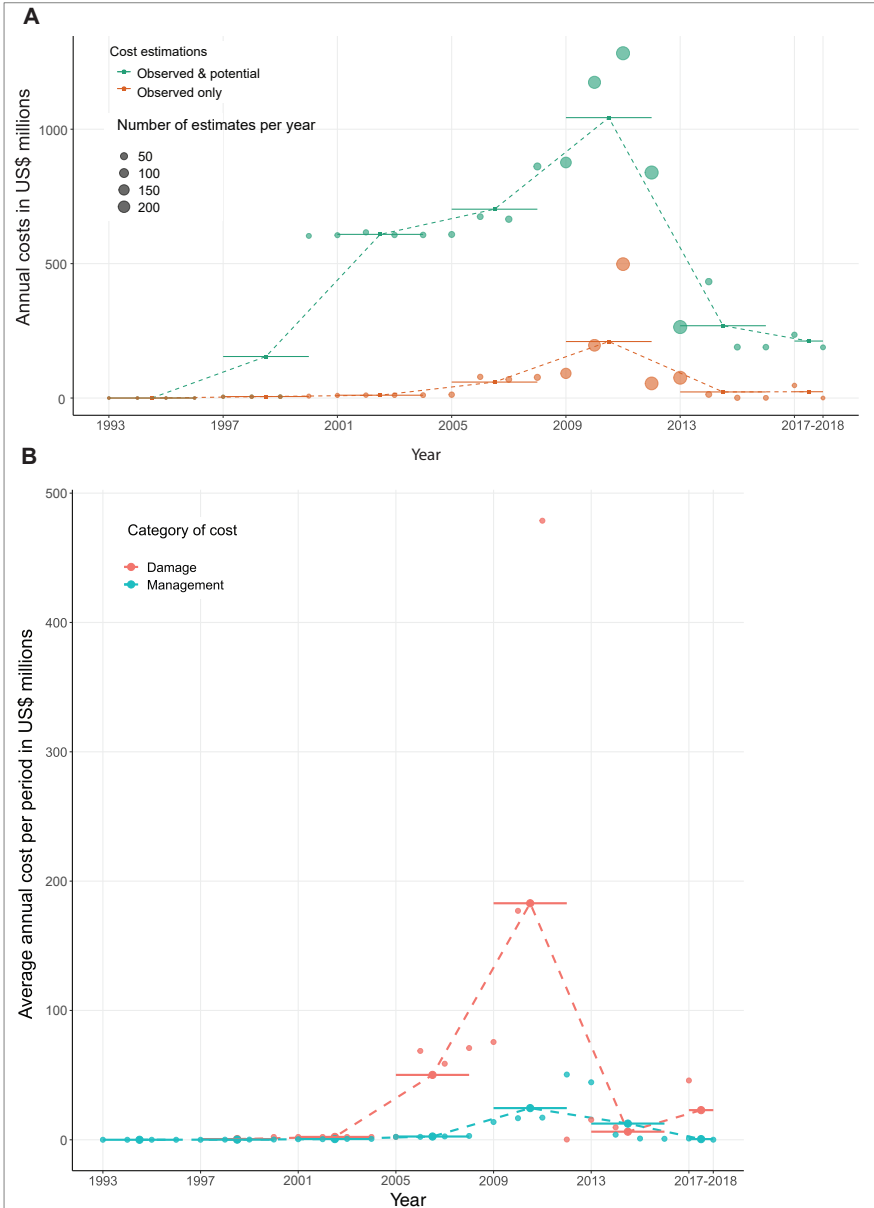 A
Cost estimations
Observed & potential
Observed only
Number of estimates per year
50
100
150
200
Annual costs in US$ millions
1000
500
0
1993 1997 2001 2005 2009 2013 2017-2018
Year
B
Category of cost
Damage
Management
Average annual cost per period in US$ millions
500
400
300
200
100
0
1993 1997 2001 2005 2009 2013 2017-2018
Year